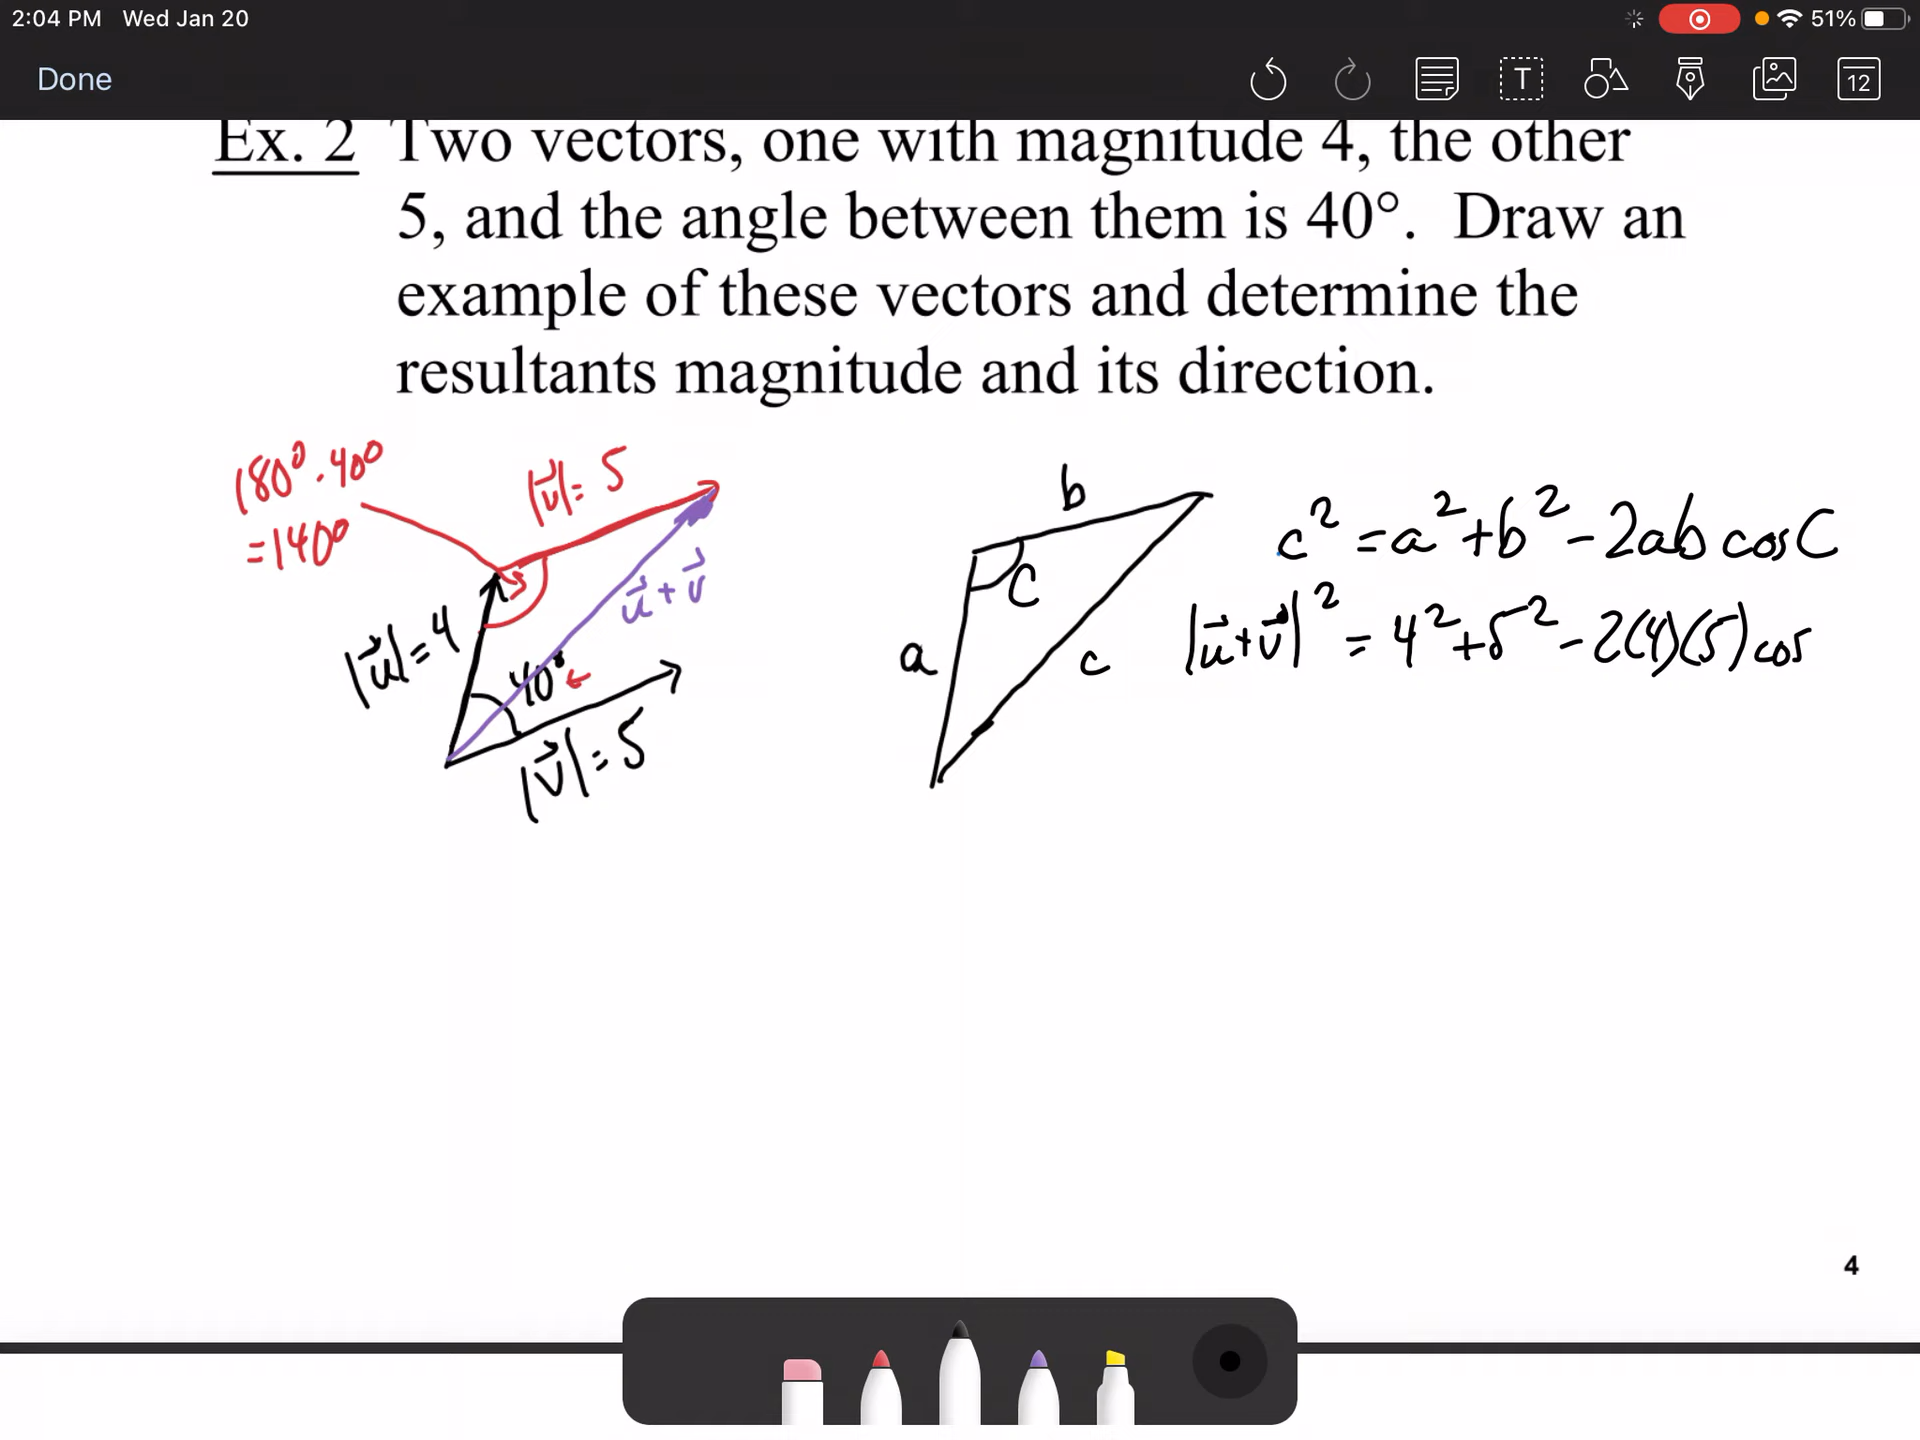 2:04 PM Wed Jan 20
51%
Done
T
12
Ex. 2 Two vectors, one with magnitude 4, the other
5, and the angle between them is 40°. Draw an
example of these vectors and determine the
resultants magnitude and its direction.
180° - 40°
= 140°
|v⃗| = 5
|u⃗| = 4
u⃗ + v⃗
40°
|v⃗| = 5
b
C
a
c
c² = a² + b² - 2ab cosC
|u⃗+v⃗|² = 4² + 5² - 2(4)(5) cos
4